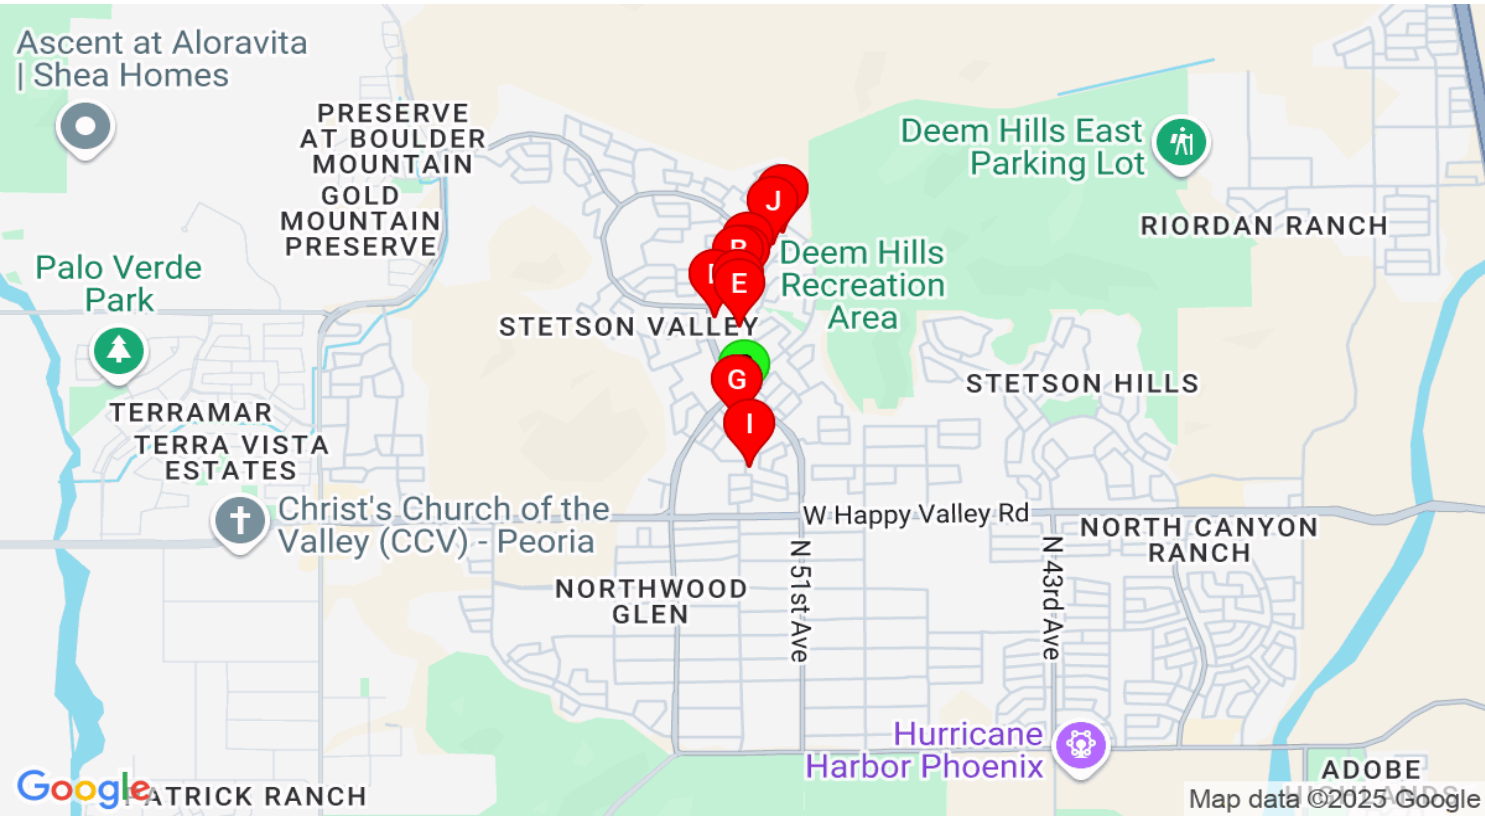 Ascent at Aloravita
| Shea Homes
PRESERVE
AT BOULDER
MOUNTAIN
GOLD
MOUNTAIN
PRESERVE
Deem Hills East
Parking Lot
RIORDAN RANCH
J
B
E
Deem Hills
Recreation
Area
Palo Verde
Park
STETSON VALLEY
G
I
STETSON HILLS
TERRAMAR
TERRA VISTA
ESTATES
Christ's Church of the
Valley (CCV) - Peoria
W Happy Valley Rd
NORTH CANYON
RANCH
N 51st Ave
N 43rd Ave
NORTHWOOD
GLEN
Hurricane
Harbor Phoenix
ADOBE
HIGHLANDS
Google
PATRICK RANCH
Map data ©2025 Google